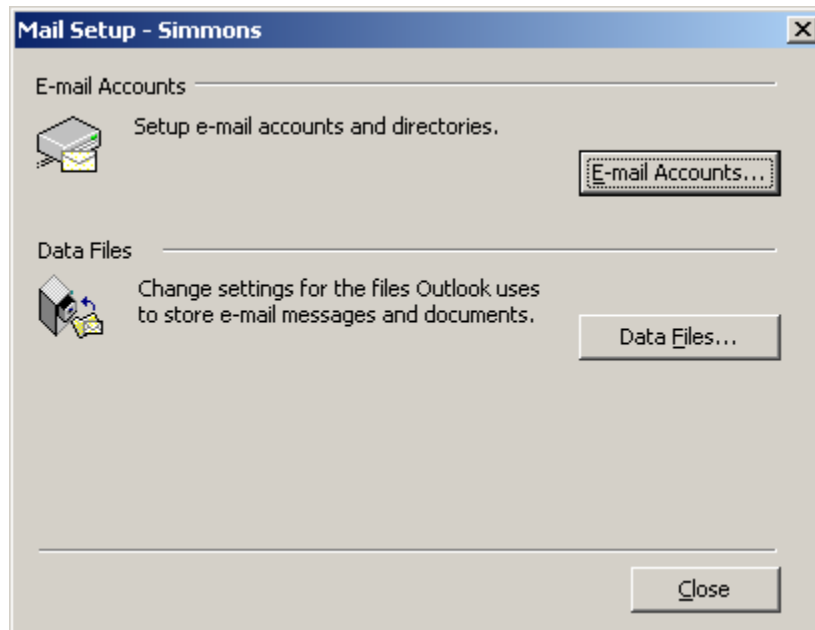 Mail Setup - Simmons
E-mail Accounts
Setup e-mail accounts and directories.
E-mail Accounts...
Data Files
Change settings for the files Outlook uses
to store e-mail messages and documents.
Data Files...
Close